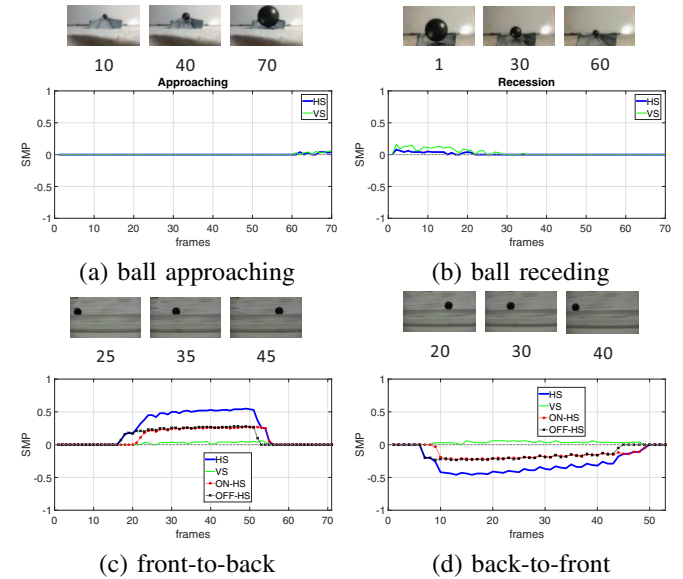 10 40 70
Approaching
HS
VS
1
0.5
0
-0.5
-1
SMP
0 10 20 30 40 50 60 70
frames
(a) ball approaching
1 30 60
Recession
HS
VS
1
0.5
0
-0.5
-1
SMP
0 10 20 30 40 50 60 70
frames
(b) ball receding
25 35 45
1
0.5
0
-0.5
-1
SMP
HS
VS
ON-HS
OFF-HS
0 10 20 30 40 50 60 70
frames
(c) front-to-back
20 30 40
HS
VS
ON-HS
OFF-HS
1
0.5
0
-0.5
-1
SMP
0 10 20 30 40 50
frames
(d) back-to-front